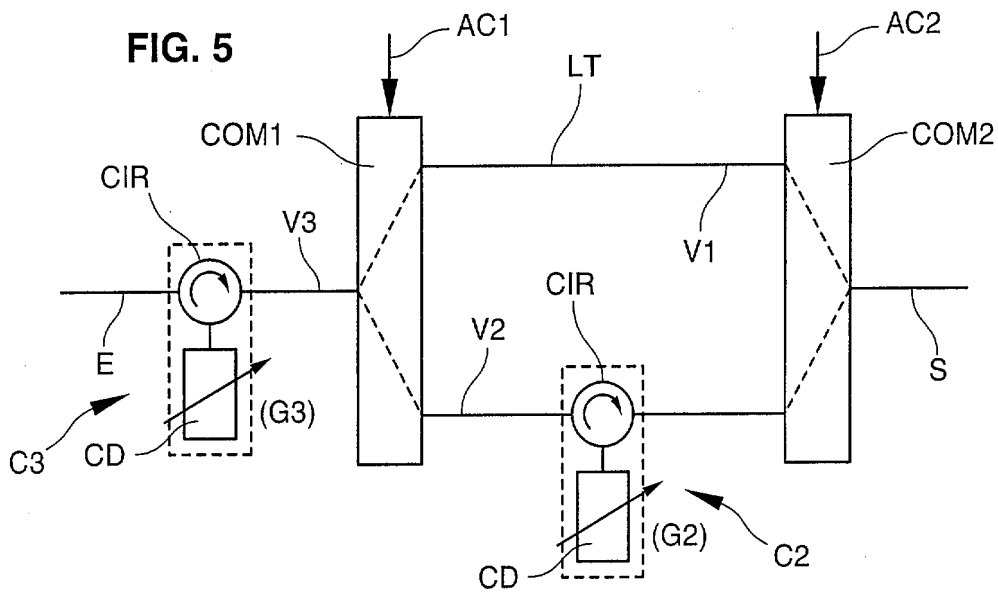 FIG. 5
AC1
AC2
LT
COM1
COM2
CIR
V3
V1
CIR
V2
E
S
(G3)
C3
CD
(G2)
C2
CD